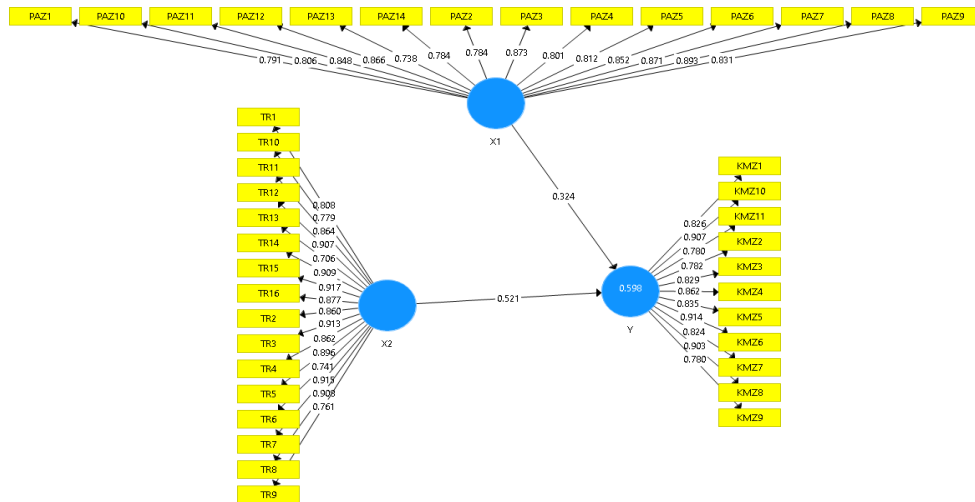 PAZ1 PAZ10 PAZ11 PAZ12 PAZ13 PAZ14 PAZ2 PAZ3 PAZ4 PAZ5 PAZ6 PAZ7 PAZ8 PAZ9
0.791 0.806 0.848 0.866 0.738 0.784 0.784 0.873 0.801 0.812 0.852 0.871 0.893 0.831
X1
TR1
TR10
TR11
TR12
TR13
TR14
TR15
TR16
TR2
TR3
TR4
TR5
TR6
TR7
TR8
TR9
0.808
0.779
0.864
0.907
0.706
0.909
0.917
0.877
0.860
0.913
0.862
0.896
0.741
0.915
0.908
0.761
X2
0.324
0.521
0.598
Y
0.826
0.907
0.780
0.782
0.829
0.862
0.835
0.914
0.824
0.903
0.780
KMZ1
KMZ10
KMZ11
KMZ2
KMZ3
KMZ4
KMZ5
KMZ6
KMZ7
KMZ8
KMZ9